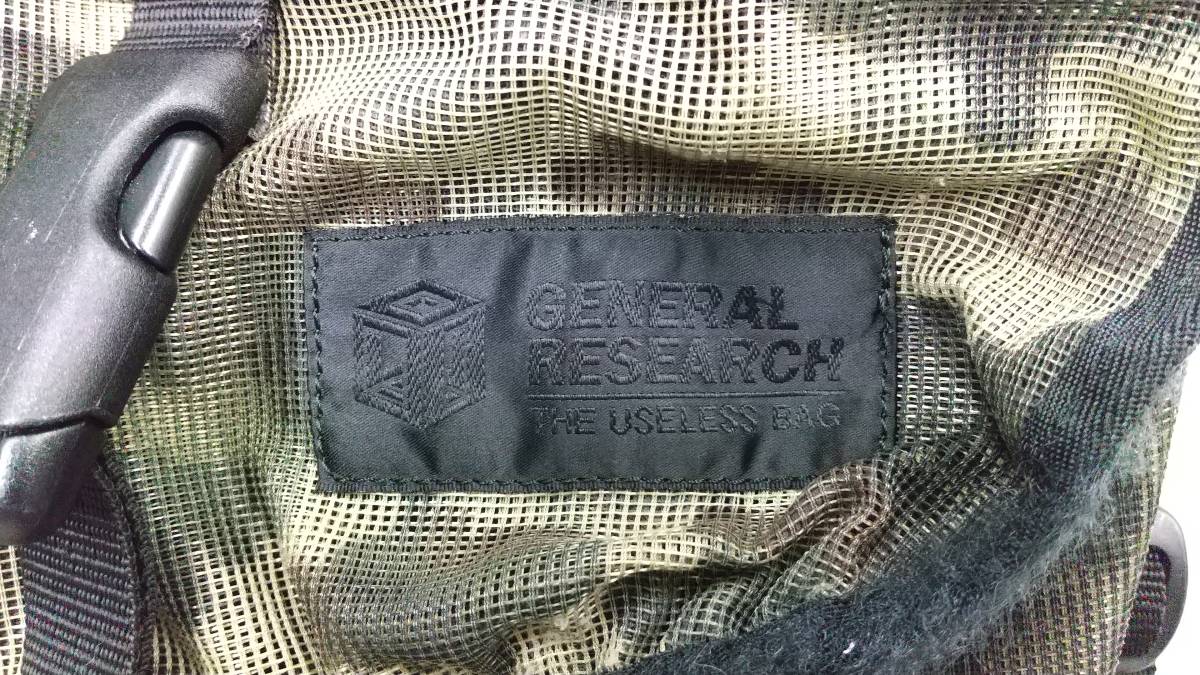 GENERAL
RESEARCH
THE USELESS BAG